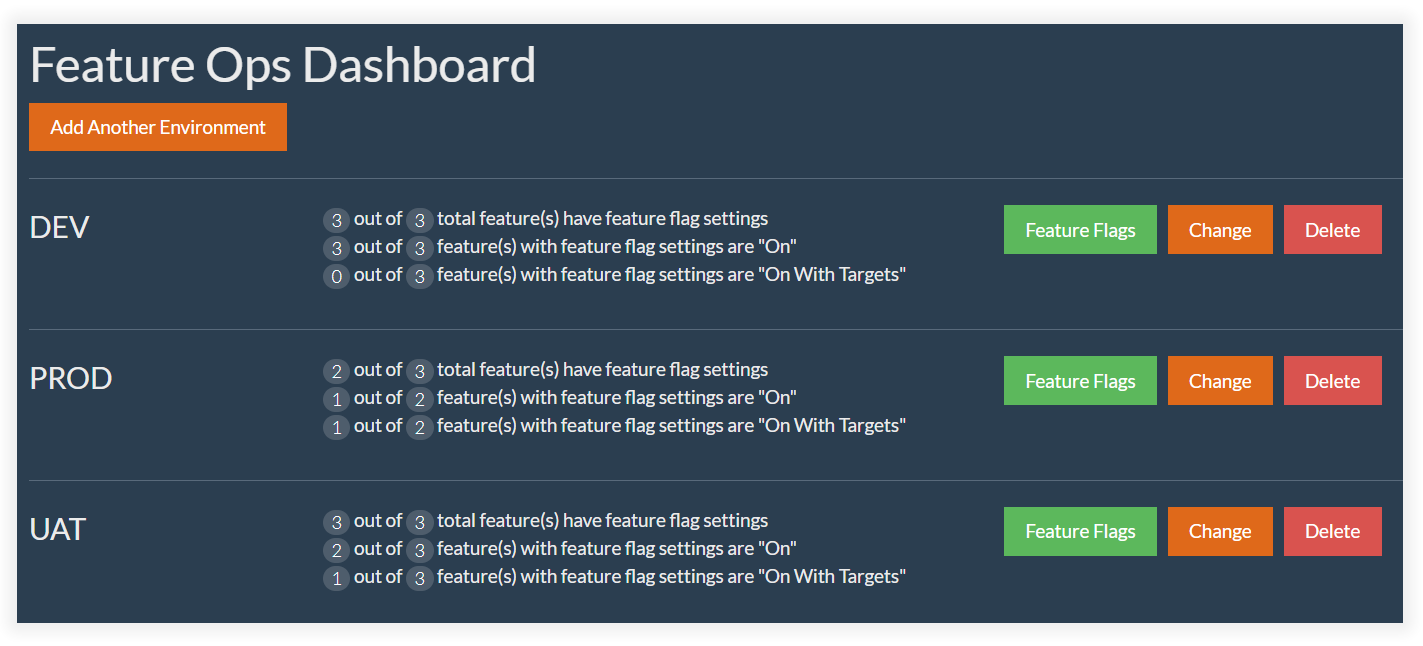 Feature Ops Dashboard
Add Another Environment
DEV
3 out of 3 total feature(s) have feature flag settings
3 out of 3 feature(s) with feature flag settings are "On"
0 out of 3 feature(s) with feature flag settings are "On With Targets"
Feature Flags Change Delete
PROD
2 out of 3 total feature(s) have feature flag settings
1 out of 2 feature(s) with feature flag settings are "On"
1 out of 2 feature(s) with feature flag settings are "On With Targets"
Feature Flags Change Delete
UAT
3 out of 3 total feature(s) have feature flag settings
2 out of 3 feature(s) with feature flag settings are "On"
1 out of 3 feature(s) with feature flag settings are "On With Targets"
Feature Flags Change Delete